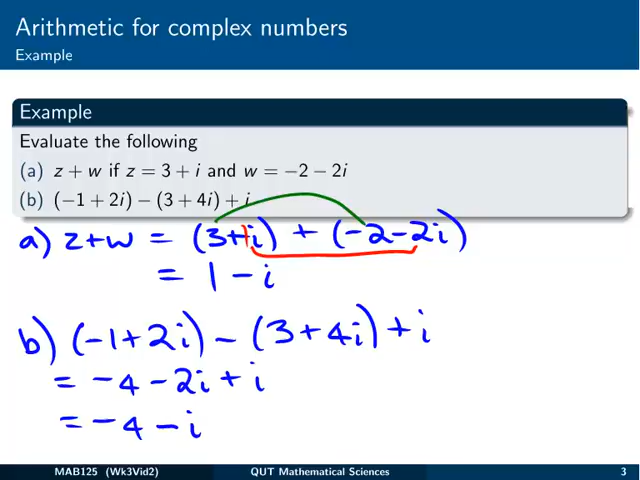 Arithmetic for complex numbers
Example
Example
Evaluate the following
(a) z + w if z = 3 + i and w = −2 − 2i
(b) (−1 + 2i) − (3 + 4i) + i
a) z+w = (3+1i) + (-2-2i)
= 1 - i
b) (-1+2i) - (3+4i) + i
= -4 - 2i + i
= -4 - i
MAB125 (Wk3Vid2) QUT Mathematical Sciences 3